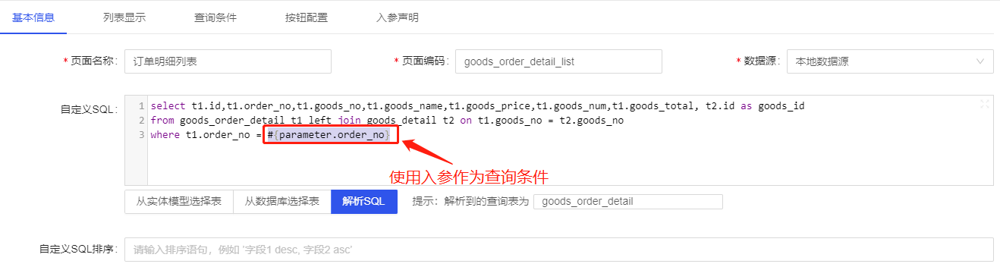 基本信息 列表显示 查询条件 按钮配置 入参声明
* 页面名称: 订单明细列表 * 页面编码: goods_order_detail_list * 数据源: 本地数据源
自定义SQL: 1 select t1.id,t1.order_no,t1.goods_no,t1.goods_name,t1.goods_price,t1.goods_num,t1.goods_total, t2.id as goods_id
2 from goods_order_detail t1 left join goods_detail t2 on t1.goods_no = t2.goods_no
3 where t1.order_no = #{parameter.order_no}
使用入参作为查询条件
从实体模型选择表 从数据库选择表 解析SQL 提示: 解析到的查询表为 goods_order_detail
自定义SQL排序: 请输入排序语句，例如 '字段1 desc, 字段2 asc'